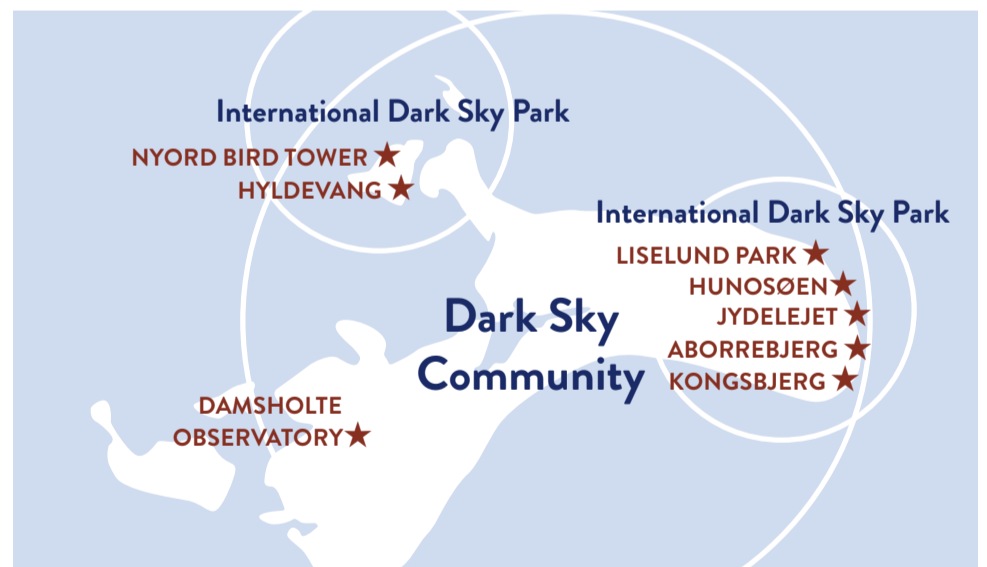 International Dark Sky Park
NYORD BIRD TOWER
HYLDEVANG
International Dark Sky Park
LISELUND PARK
HUNOSØEN
JYDELEJET
ABORREBJERG
KONGSBJERG
Dark Sky
Community
DAMSHOLTE
OBSERVATORY